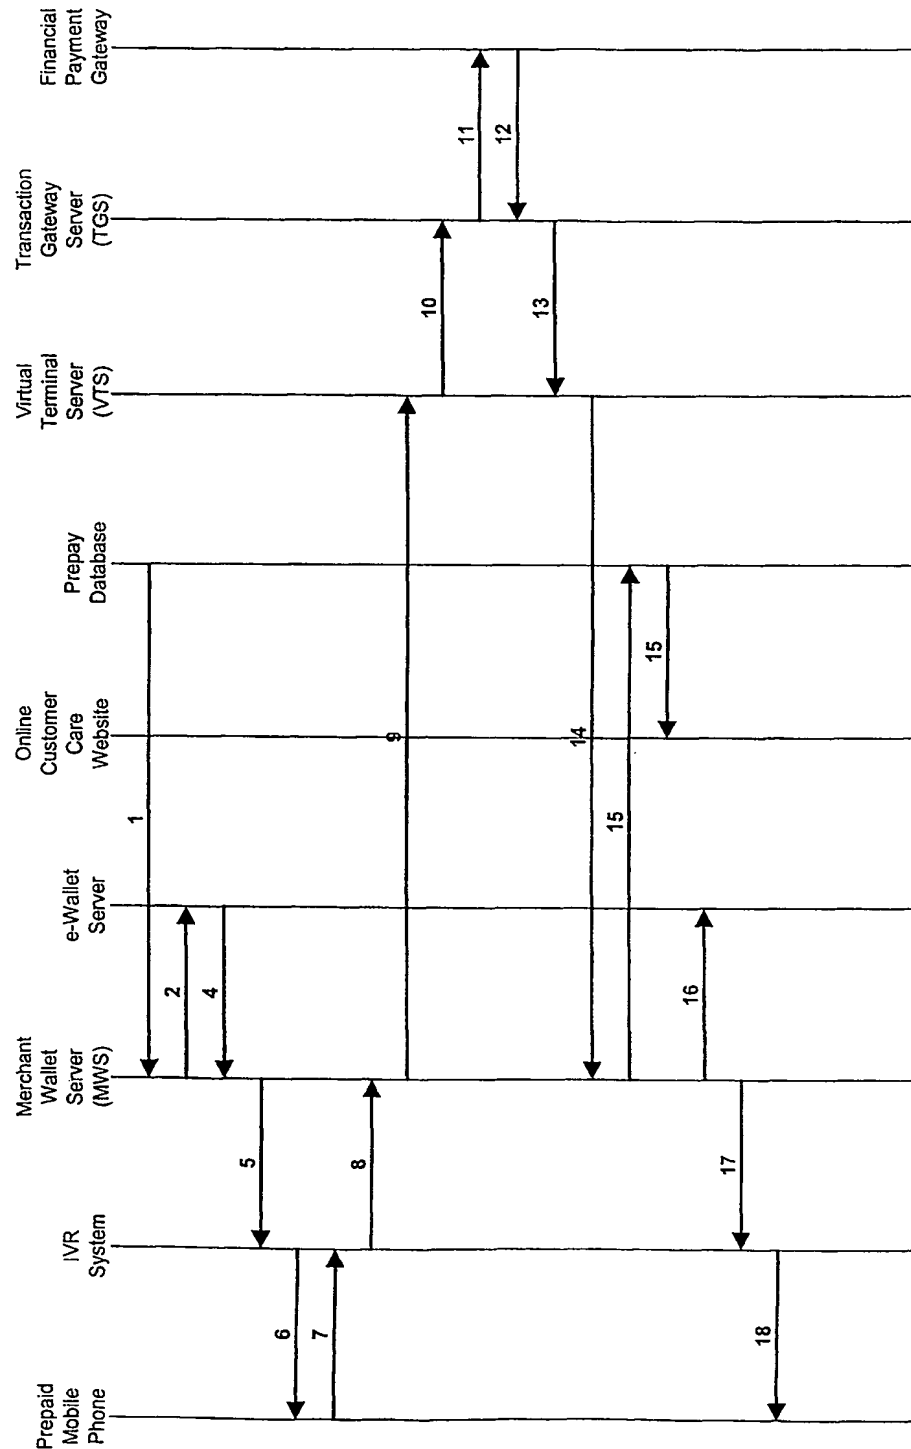 Financial
Payment
Gateway
Transaction
Gateway
Server
(TGS)
Virtual
Terminal
Server
(VTS)
Prepay
Database
Online
Customer
Care
Website
e-Wallet
Server
Merchant
Wallet
Server
(MWS)
IVR
System
Prepaid
Mobile
Phone
1
2
4
5
6
7
8
9
10
11
12
13
14
15
15
16
17
18